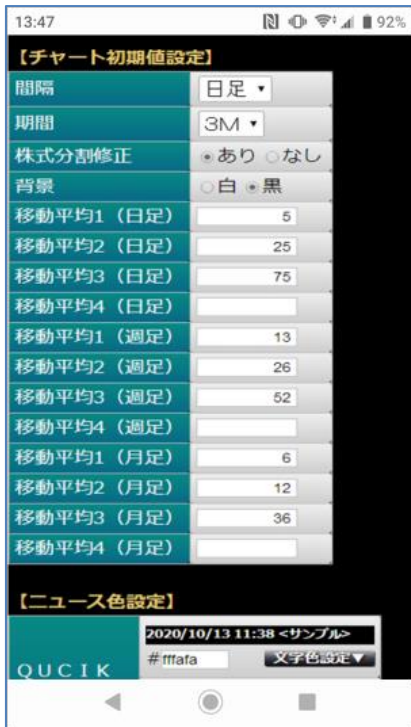 13:47 92%
【チャート初期値設定】
間隔 日足
期間 3M
株式分割修正 あり なし
背景 白 黒
移動平均1（日足） 5
移動平均2（日足） 25
移動平均3（日足） 75
移動平均4（日足）
移動平均1（週足） 13
移動平均2（週足） 26
移動平均3（週足） 52
移動平均4（週足）
移動平均1（月足） 6
移動平均2（月足） 12
移動平均3（月足） 36
移動平均4（月足）
【ニュース色設定】
2020/10/13 11:38 <サンプル>
# fffafa 文字色設定▼
QUCIK